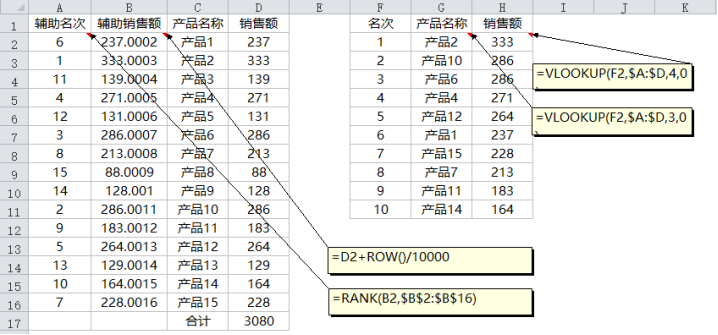 A B C D E F G H I J K
1 辅助名次 辅助销售额 产品名称 销售额 名次 产品名称 销售额
2 6 237.0002 产品1 237 1 产品2 333
3 1 333.0003 产品2 333 2 产品10 286
4 11 139.0004 产品3 139 3 产品6 286
5 4 271.0005 产品4 271 4 产品4 271
6 12 131.0006 产品5 131 5 产品12 264
7 3 286.0007 产品6 286 6 产品1 237
8 8 213.0008 产品7 213 7 产品15 228
9 15 88.0009 产品8 88 8 产品7 213
10 14 128.001 产品9 128 9 产品11 183
11 2 286.0011 产品10 286 10 产品14 164
12 9 183.0012 产品11 183
13 5 264.0013 产品12 264
14 13 129.0014 产品13 129
15 10 164.0015 产品14 164
16 7 228.0016 产品15 228
17 合计 3080
=VLOOKUP(F2,$A:$D,4,0
)
=VLOOKUP(F2,$A:$D,3,0
)
=D2+ROW()/10000
=RANK(B2,$B$2:$B$16)